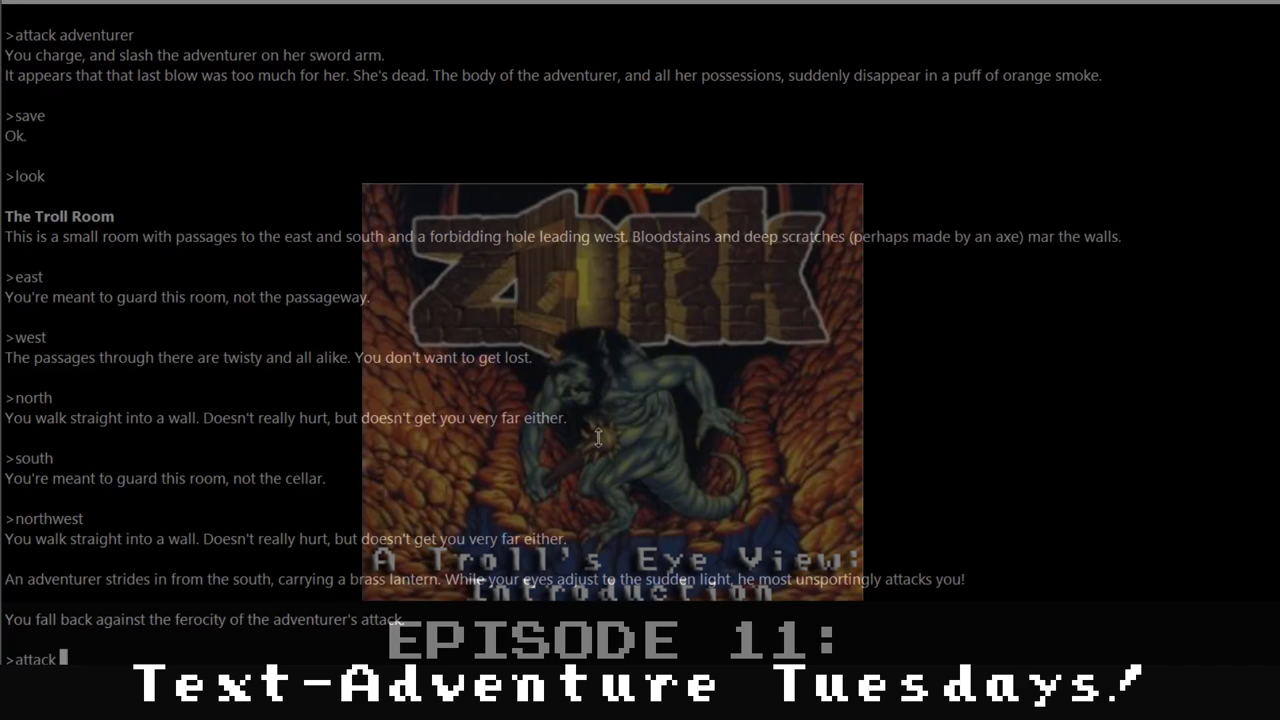 >attack adventurer
You charge, and slash the adventurer on her sword arm.
It appears that that last blow was too much for her. She's dead. The body of the adventurer, and all her possessions, suddenly disappear in a puff of orange smoke.
>save
Ok.
>look
THE
ZORK
The Troll Room
This is a small room with passages to the east and south and a forbidding hole leading west. Bloodstains and deep scratches (perhaps made by an axe) mar the walls.
>east
You're meant to guard this room, not the passageway.
>west
The passages through there are twisty and all alike. You don't want to get lost.
>north
You walk straight into a wall. Doesn't really hurt, but doesn't get you very far either.
>south
You're meant to guard this room, not the cellar.
>northwest
You walk straight into a wall. Doesn't really hurt, but doesn't get you very far either.
A Troll's Eye View:
An adventurer strides in from the south, carrying a brass lantern. While your eyes adjust to the sudden light, he most unsportingly attacks you!
Introduction
You fall back against the ferocity of the adventurer's attack.
EPISODE 11:
>attack
Text-Adventure Tuesdays!